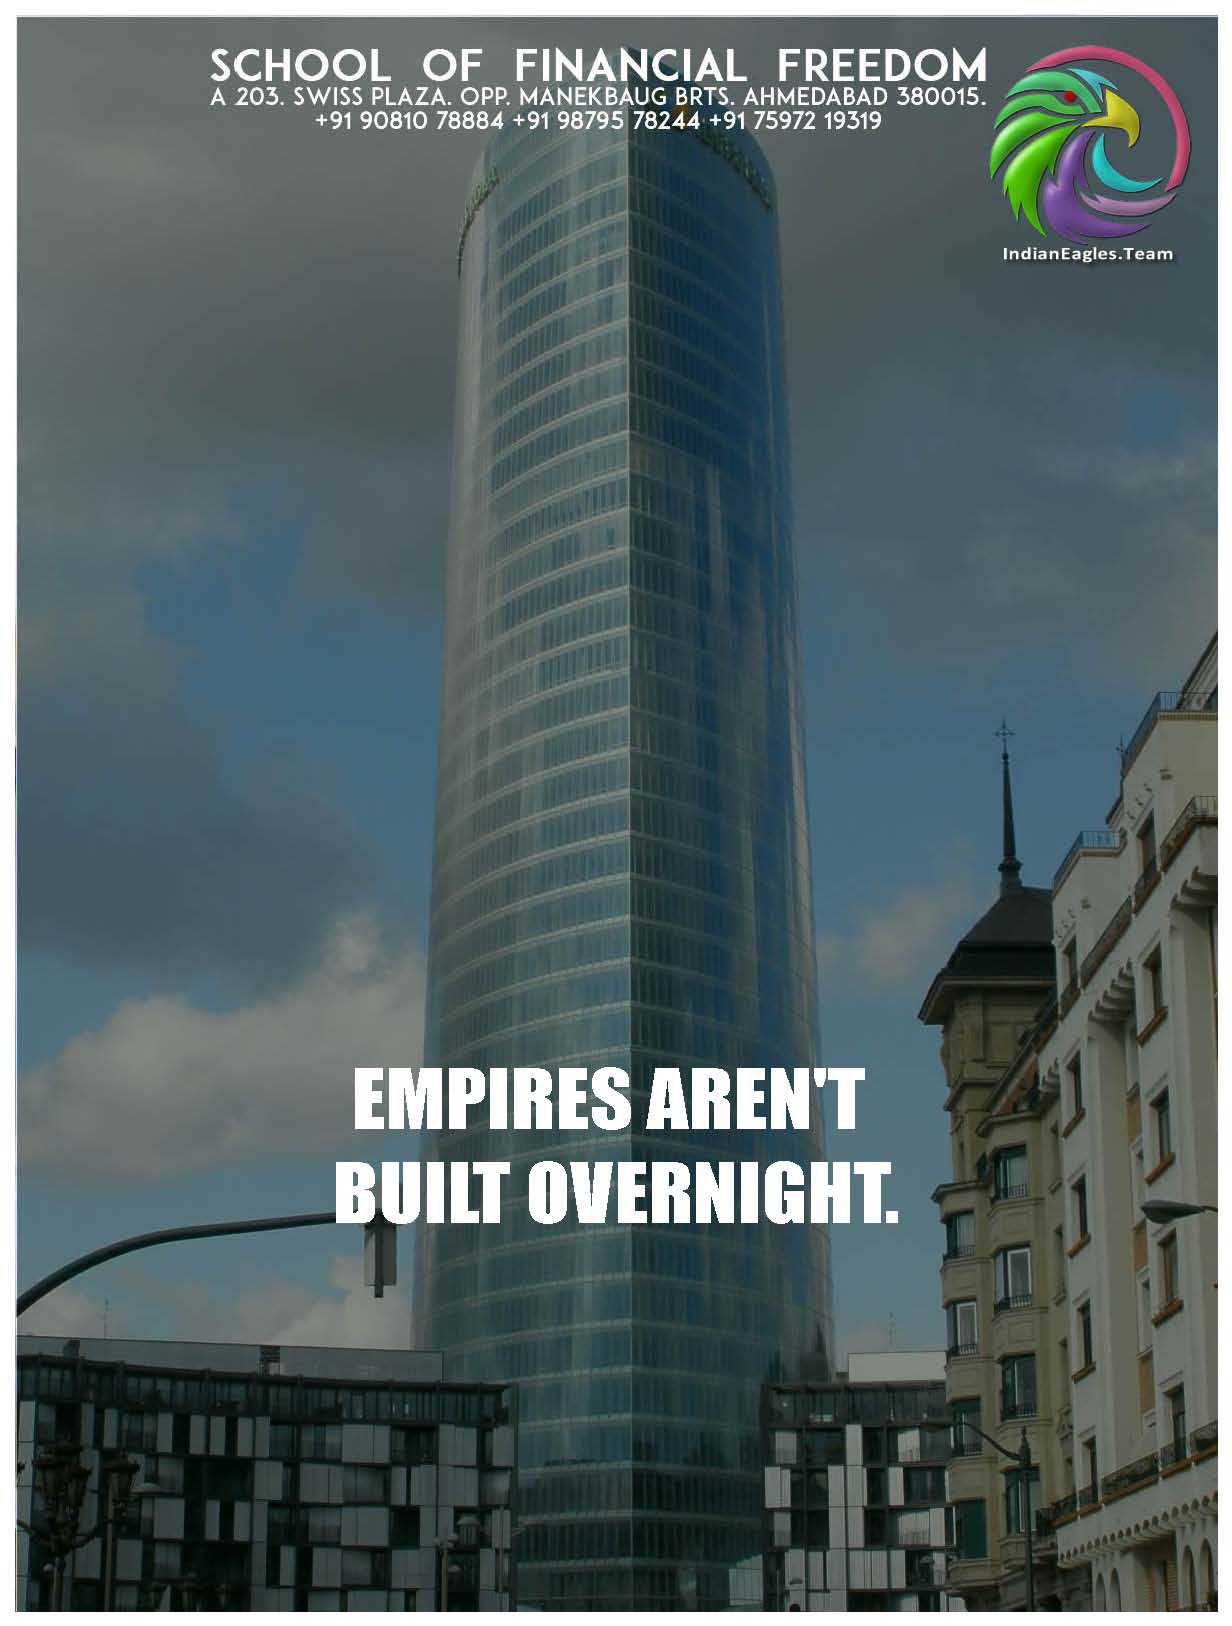 SCHOOL OF FINANCIAL FREEDOM
A 203. SWISS PLAZA. OPP. MANEKBAUG BRTS. AHMEDABAD 380015.
+91 90810 78884 +91 98795 78244 +91 75972 19319
IndianEagles.Team
EMPIRES AREN'T
BUILT OVERNIGHT.